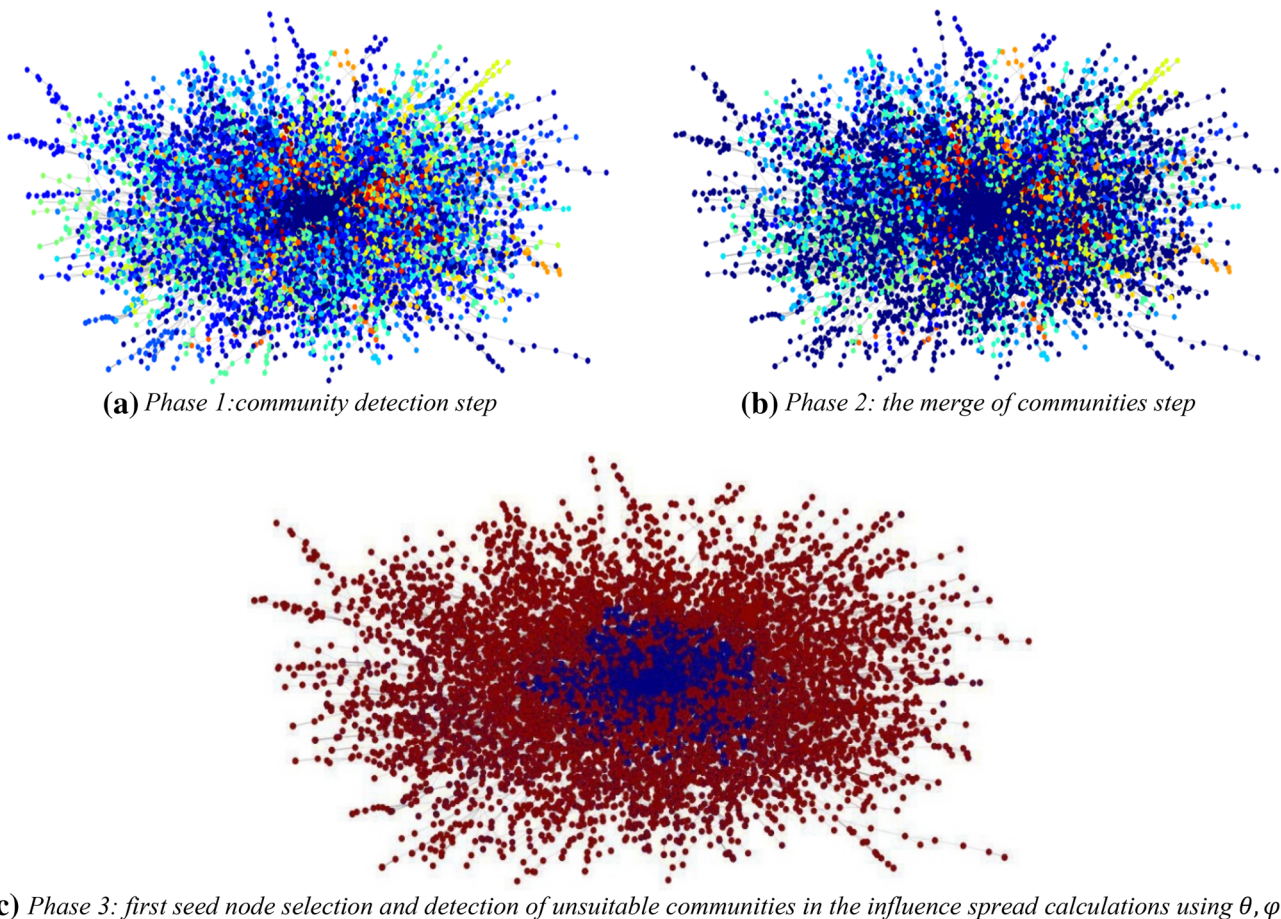 (a) Phase 1:community detection step
(b) Phase 2: the merge of communities step
c) Phase 3: first seed node selection and detection of unsuitable communities in the influence spread calculations using θ, φ